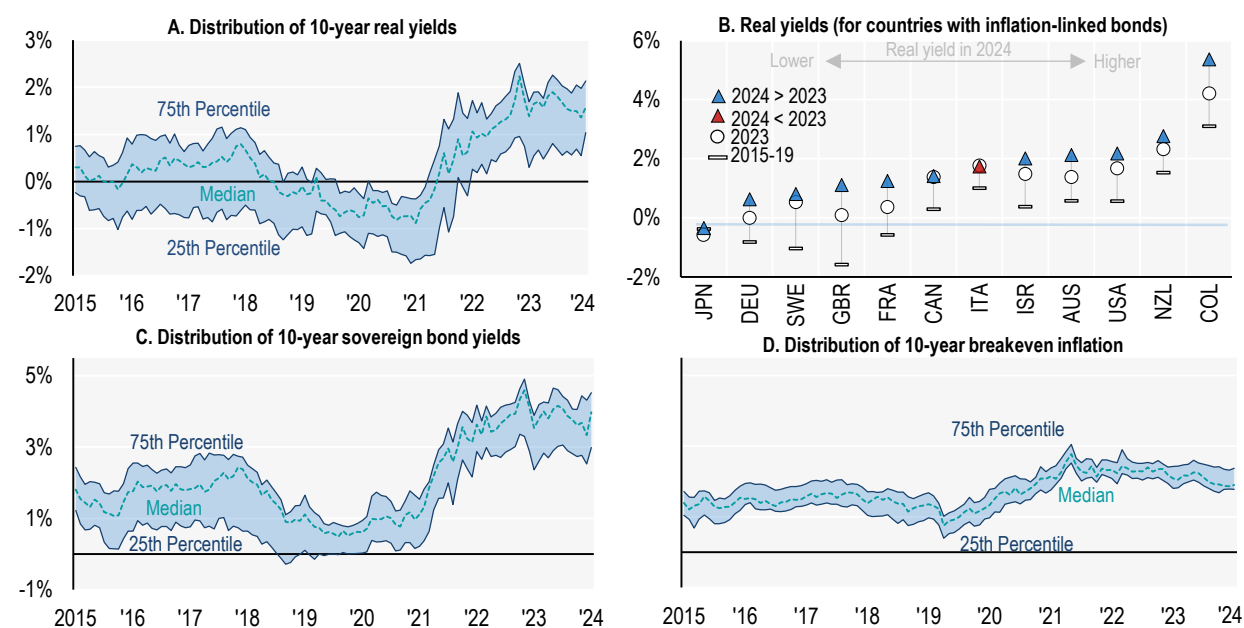 A. Distribution of 10-year real yields
3%
2%
1%
0%
-1%
-2%
75th Percentile
Median
25th Percentile
2015 '16 '17 '18 '19 '20 '21 '22 '23 '24
B. Real yields (for countries with inflation-linked bonds)
6%
4%
2%
0%
-2%
Real yield in 2024
Lower Higher
2024 > 2023
2024 < 2023
2023
2015-19
JPN DEU SWE GBR FRA CAN ITA ISR AUS USA NZL COL
C. Distribution of 10-year sovereign bond yields
5%
3%
1%
-1%
75th Percentile
Median
25th Percentile
2015 '16 '17 '18 '19 '20 '21 '22 '23 '24
D. Distribution of 10-year breakeven inflation
75th Percentile
Median
25th Percentile
2015 '16 '17 '18 '19 '20 '21 '22 '23 '24